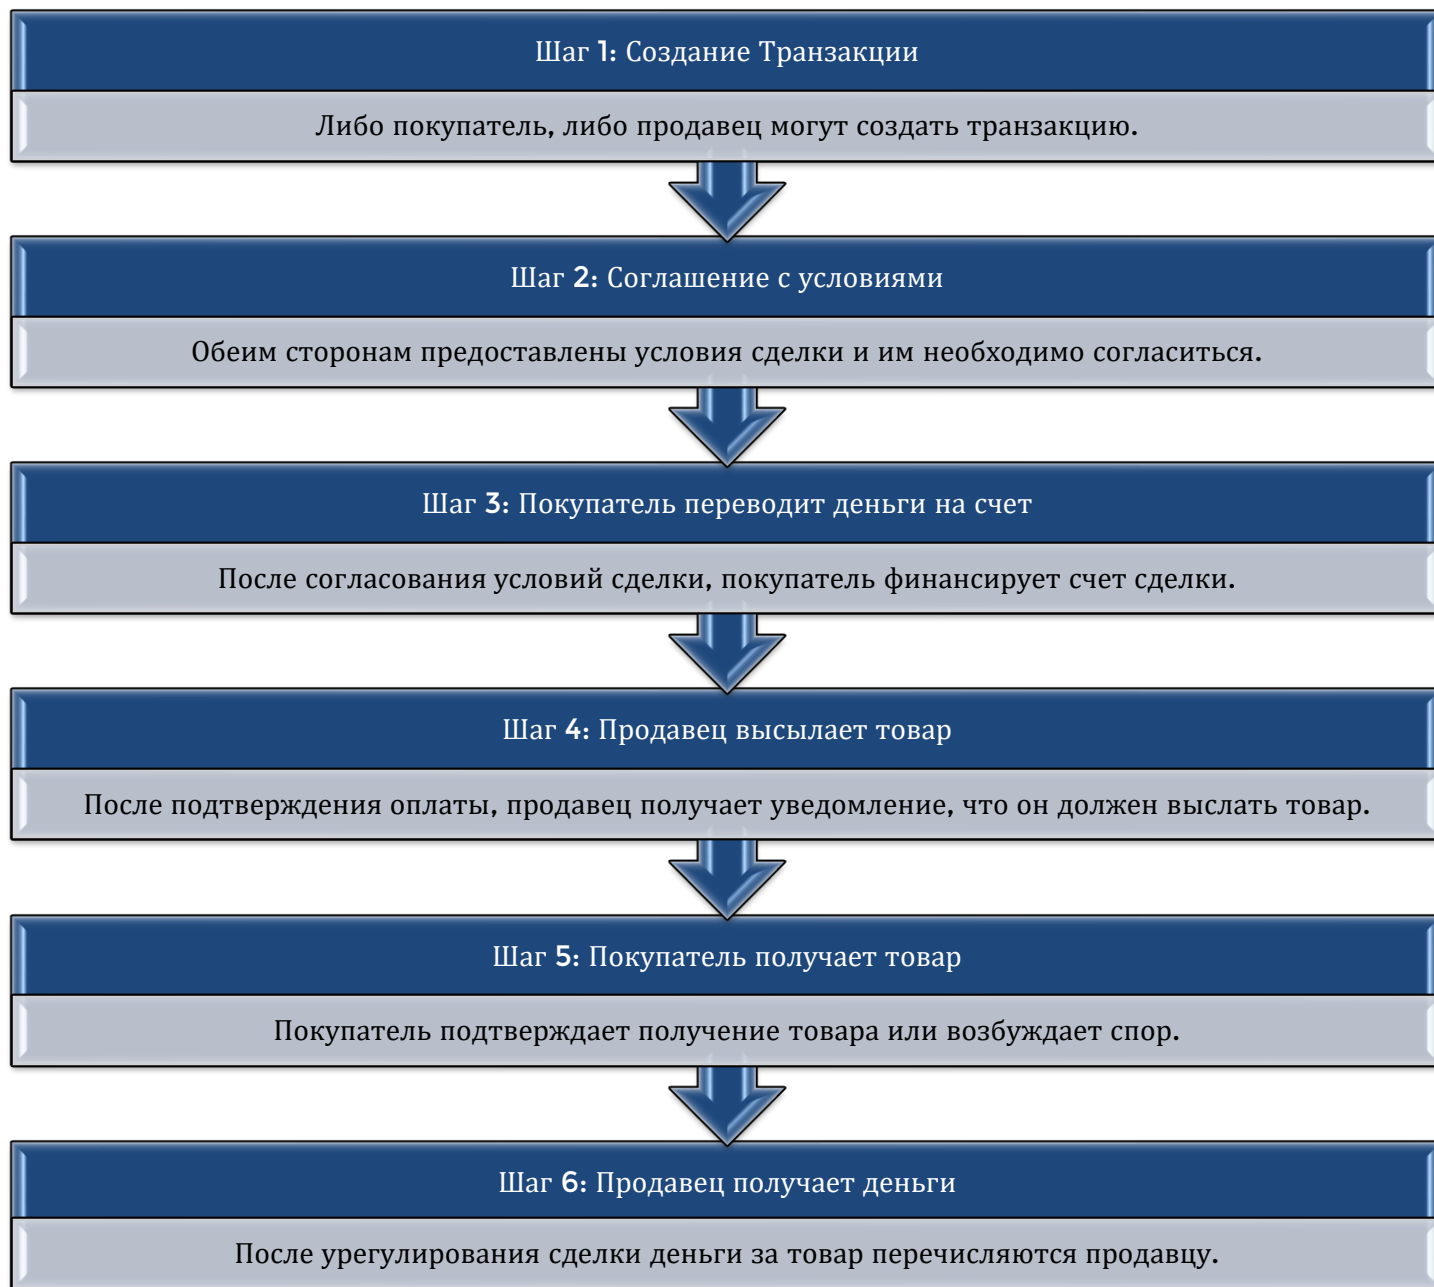 Шаг 1: Создание Транзакции
Либо покупатель, либо продавец могут создать транзакцию.
Шаг 2: Соглашение с условиями
Обеим сторонам предоставлены условия сделки и им необходимо согласиться.
Шаг 3: Покупатель переводит деньги на счет
После согласования условий сделки, покупатель финансирует счет сделки.
Шаг 4: Продавец высылает товар
После подтверждения оплаты, продавец получает уведомление, что он должен выслать товар.
Шаг 5: Покупатель получает товар
Покупатель подтверждает получение товара или возбуждает спор.
Шаг 6: Продавец получает деньги
После урегулирования сделки деньги за товар перечисляются продавцу.